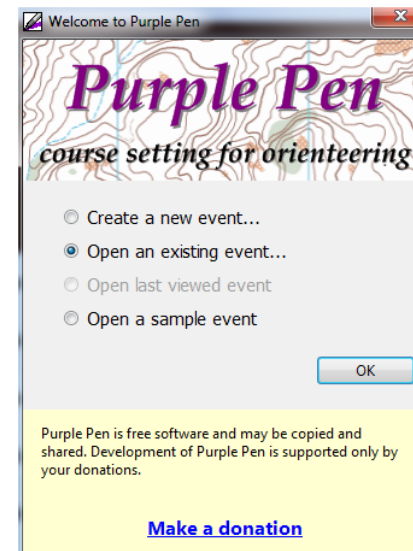 Welcome to Purple Pen
Purple Pen
course setting for orienteering
Create a new event...
Open an existing event...
Open last viewed event
Open a sample event
OK
Purple Pen is free software and may be copied and
shared. Development of Purple Pen is supported only by
your donations.
Make a donation